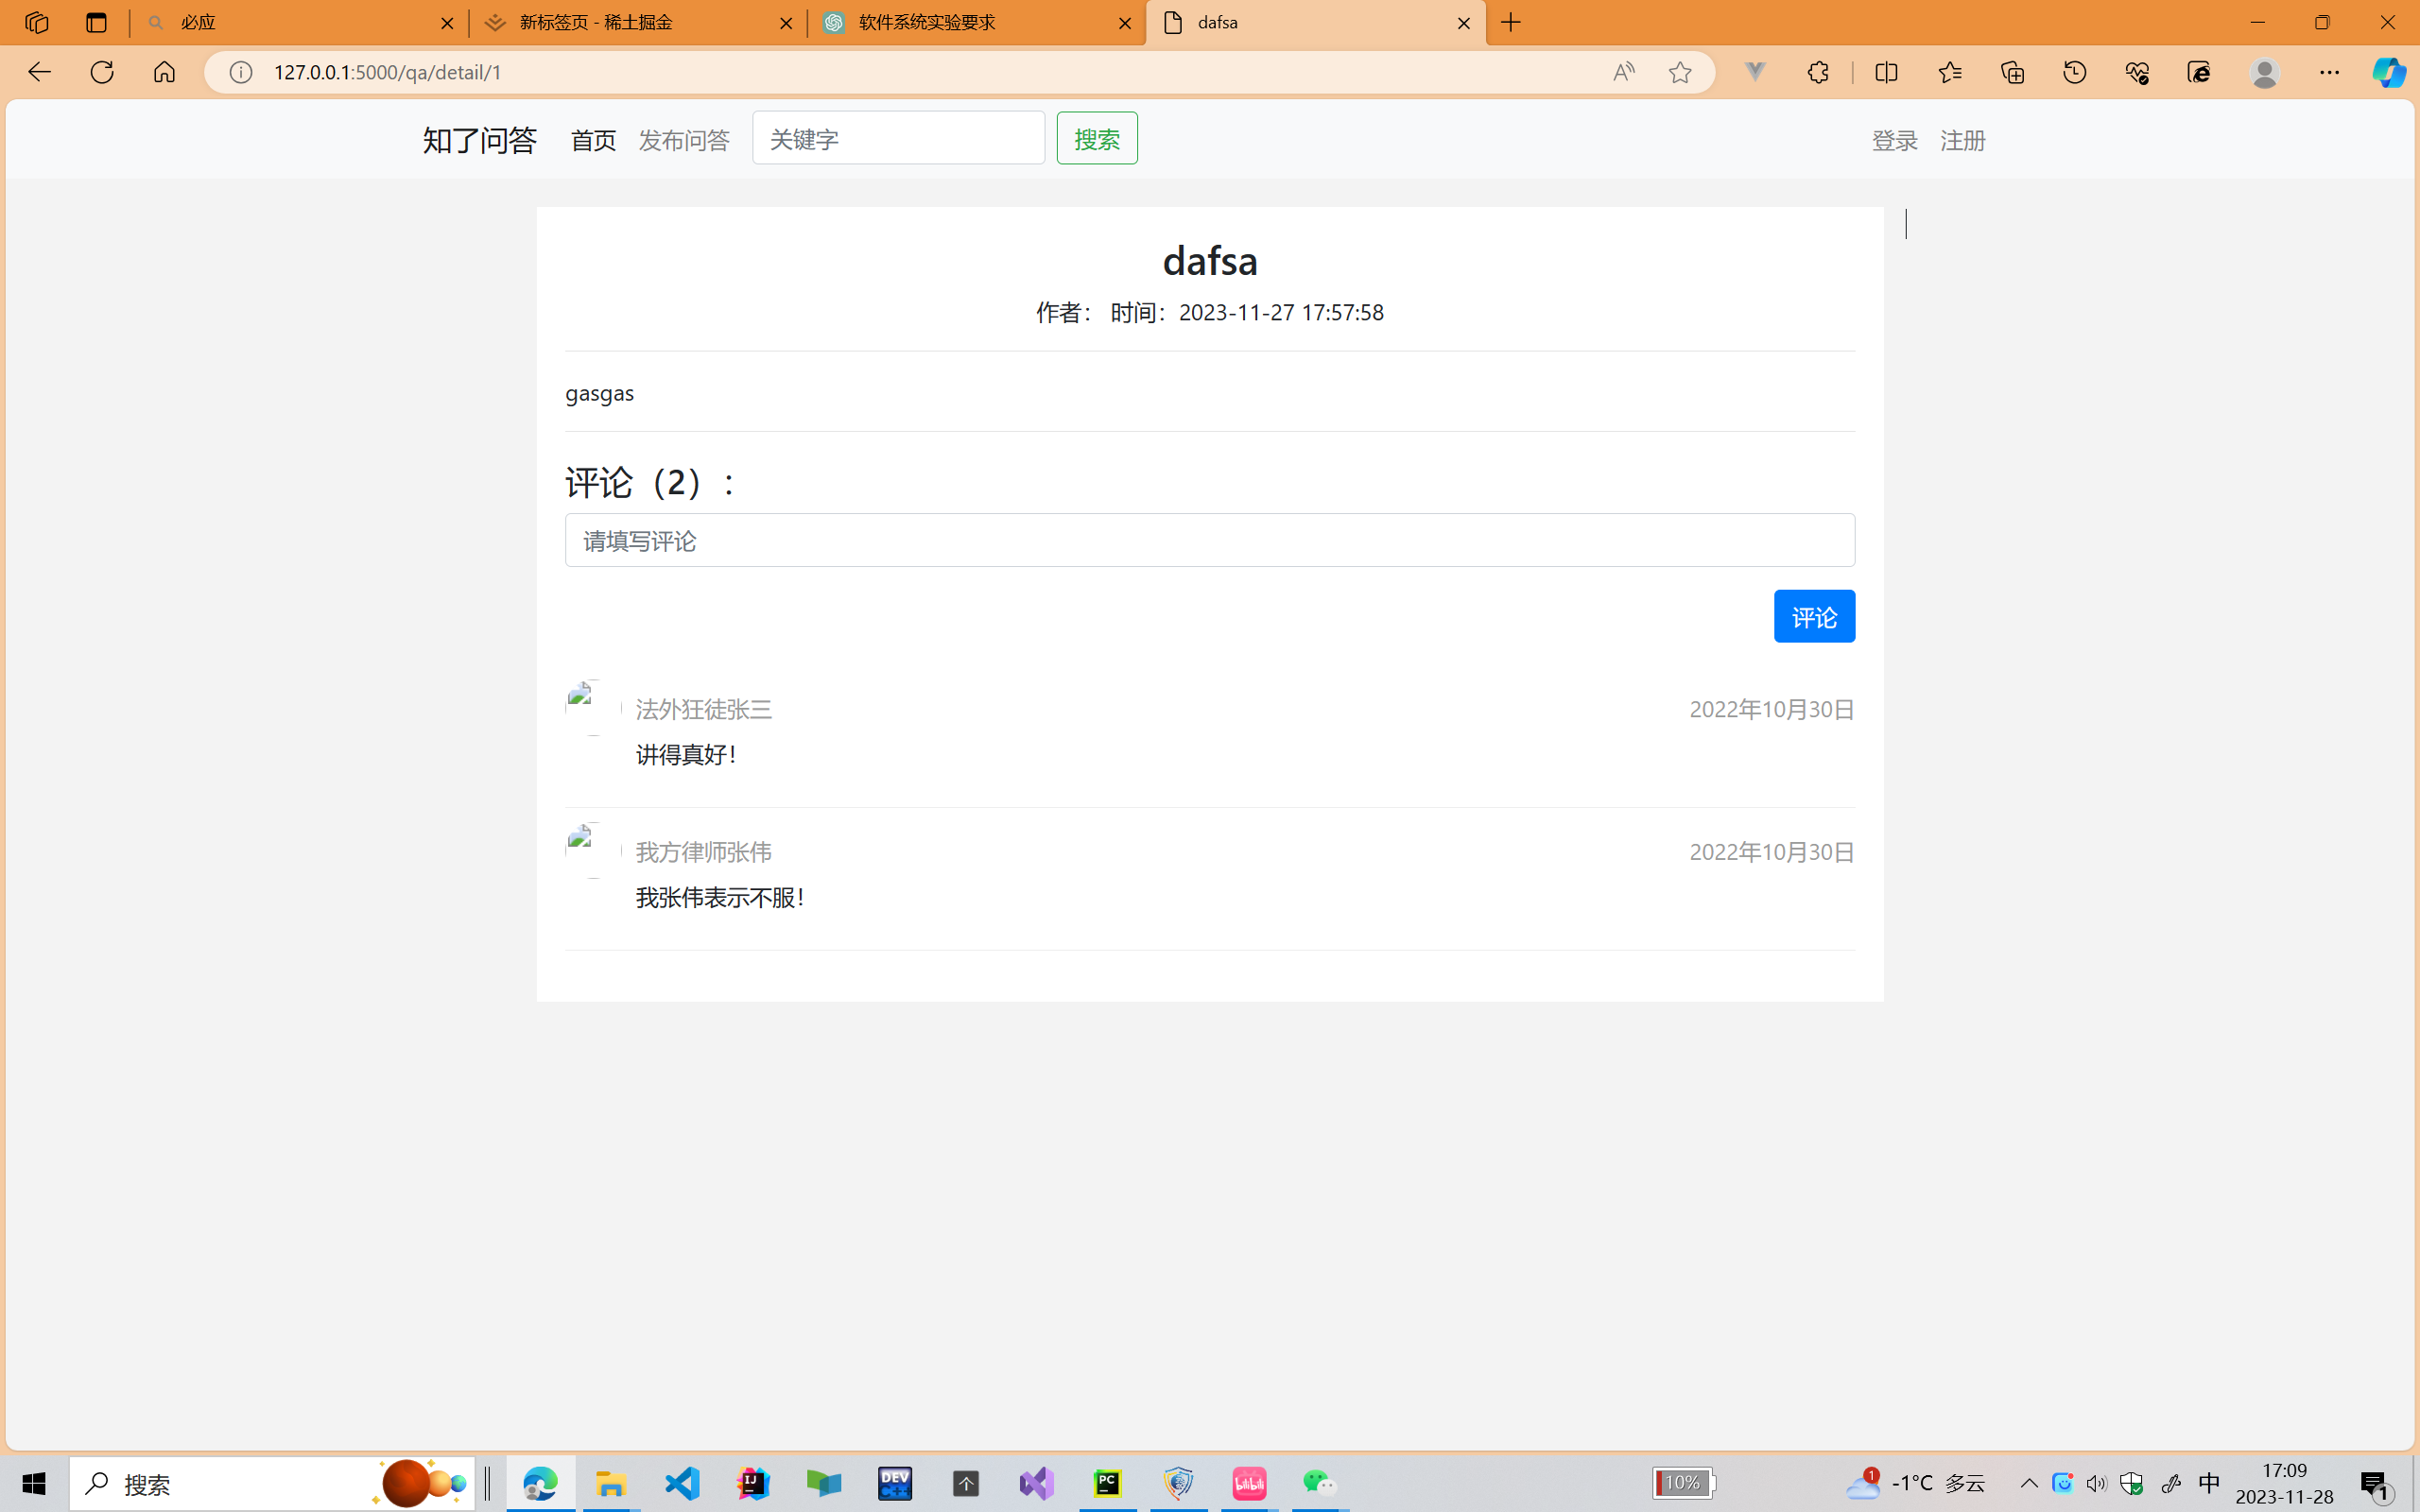 必应
新标签页 - 稀土掘金
软件系统实验要求
dafsa
127.0.0.1:5000/qa/detail/1
知了问答 首页 发布问答 关键字 搜索 登录 注册
dafsa
作者： 时间：2023-11-27 17:57:58
gasgas
评论（2）：
请填写评论
评论
法外狂徒张三 2022年10月30日
讲得真好！
我方律师张伟 2022年10月30日
我张伟表示不服！
搜索
IJ
DEV C++
PC
bilibili
10%
1
-1°C 多云
中
17:09
2023-11-28
1